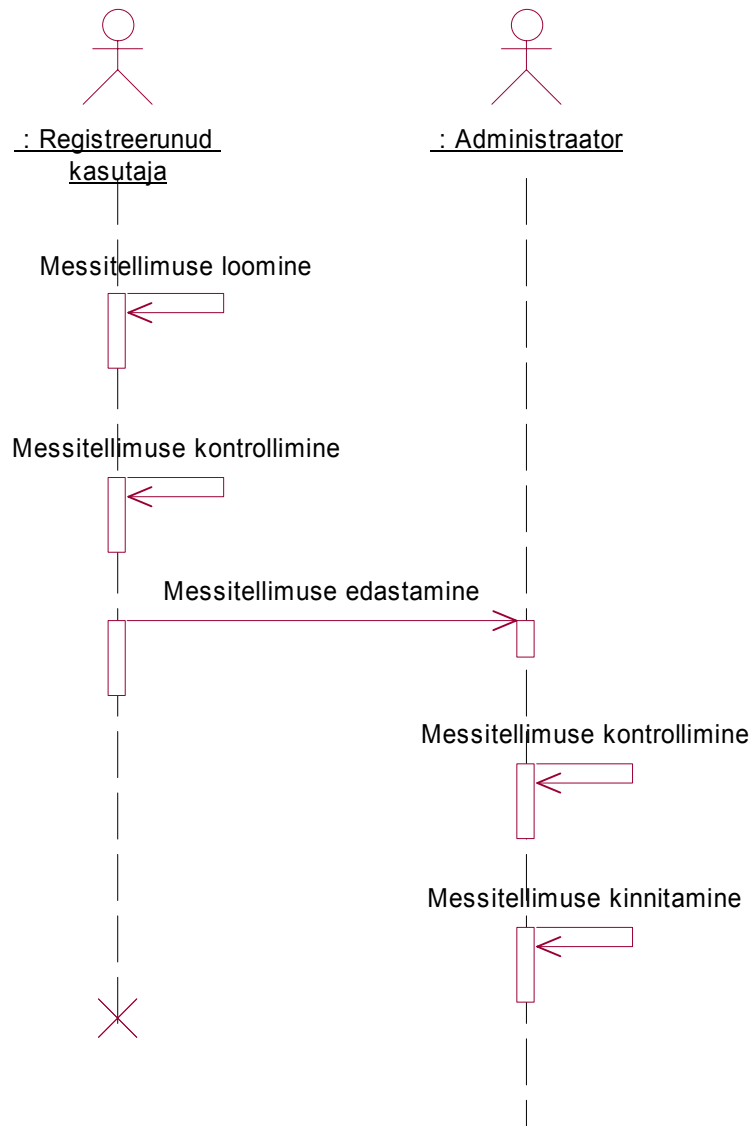 : Registreerunud
kasutaja
: Administraator
Messitellimuse loomine
Messitellimuse kontrollimine
Messitellimuse edastamine
Messitellimuse kontrollimine
Messitellimuse kinnitamine